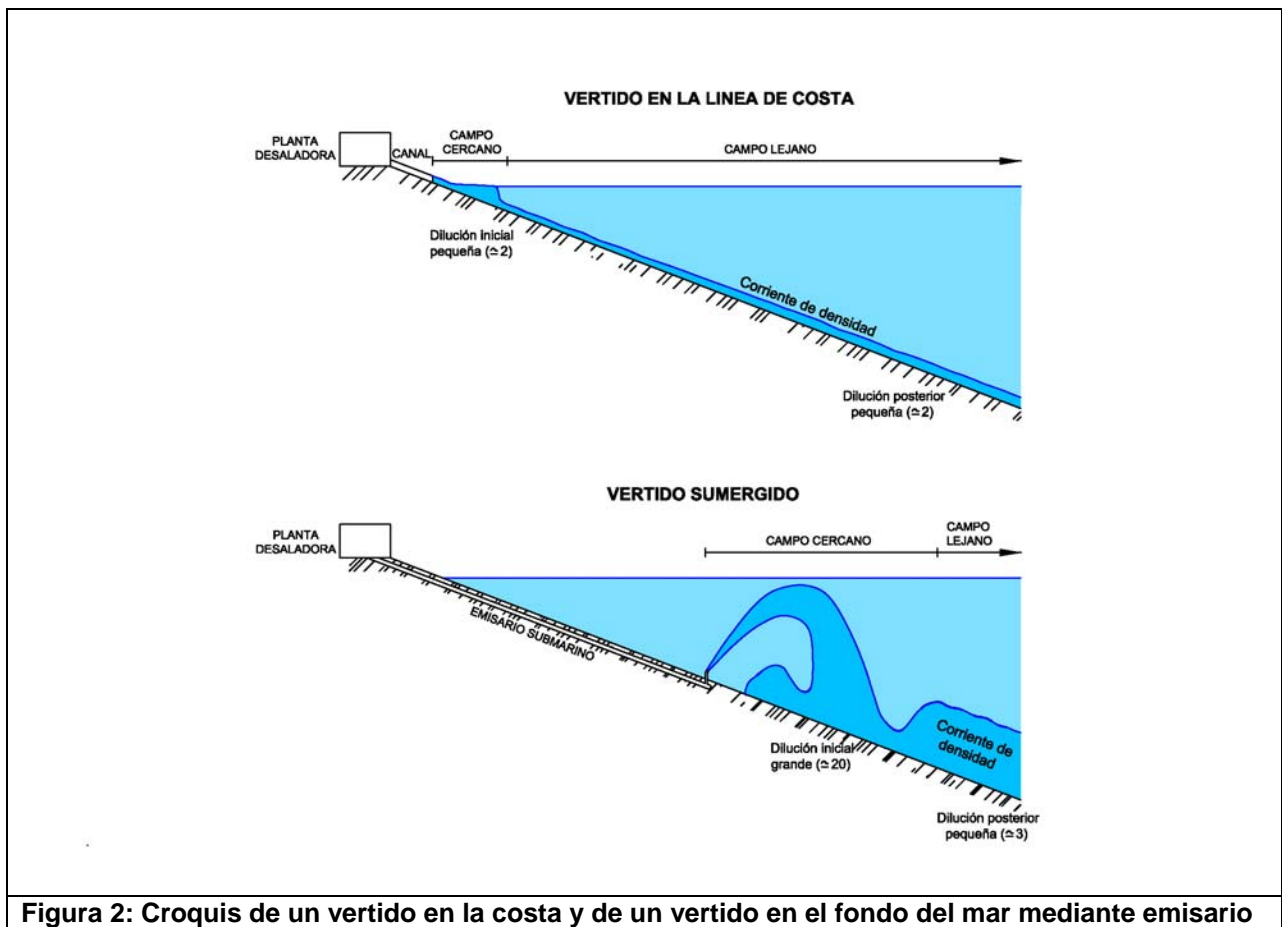 VERTIDO EN LA LINEA DE COSTA
PLANTA
DESALADORA
CANAL
CAMPO
CERCANO
CAMPO LEJANO
Dilución inicial
pequeña (≃2)
Corriente de densidad
Dilución posterior
pequeña (≃2)
VERTIDO SUMERGIDO
PLANTA
DESALADORA
CAMPO CERCANO
CAMPO
LEJANO
EMISARIO SUBMARINO
Corriente de
densidad
Dilución inicial
grande (≃20)
Dilución posterior
pequeña (≃3)
Figura 2: Croquis de un vertido en la costa y de un vertido en el fondo del mar mediante emisario